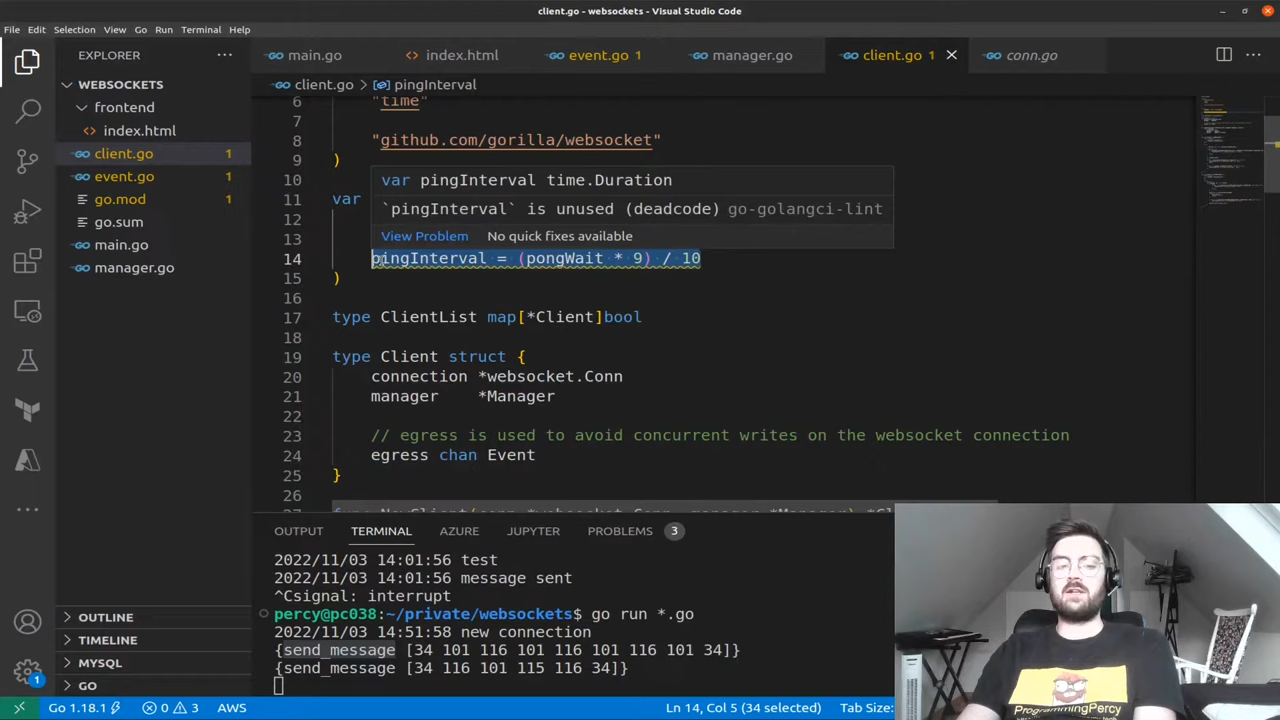 client.go - websockets - Visual Studio Code
File Edit Selection View Go Run Terminal Help
EXPLORER
main.go index.html event.go 1 manager.go client.go 1 conn.go
client.go > pingInterval
WEBSOCKETS
frontend
index.html
client.go 1
event.go 1
go.mod 1
go.sum
main.go
manager.go
6 "time"
7
8 "github.com/gorilla/websocket"
9 )
10
11 var
12
13
14 pingInterval = (pongWait * 9) / 10
15 )
16
17 type ClientList map[*Client]bool
18
19 type Client struct {
20 connection *websocket.Conn
21 manager *Manager
22
23 // egress is used to avoid concurrent writes on the websocket connection
24 egress chan Event
25 }
26
var pingInterval time.Duration
`pingInterval is unused (deadcode) go-golangci-lint
View Problem No quick fixes available
OUTPUT TERMINAL AZURE JUPYTER PROBLEMS 3
2022/11/03 14:01:56 test
2022/11/03 14:01:56 message sent
^Csignal: interrupt
percy@pc038:~/private/websockets$ go run *.go
2022/11/03 14:51:58 new connection
{send_message [34 101 116 101 116 101 116 101 34]}
{send_message [34 116 101 115 116 34]}
OUTLINE
TIMELINE
MYSQL
GO
1
Go 1.18.1 0 3 AWS
Ln 14, Col 5 (34 selected) Tab Size:
ProgrammingPercy